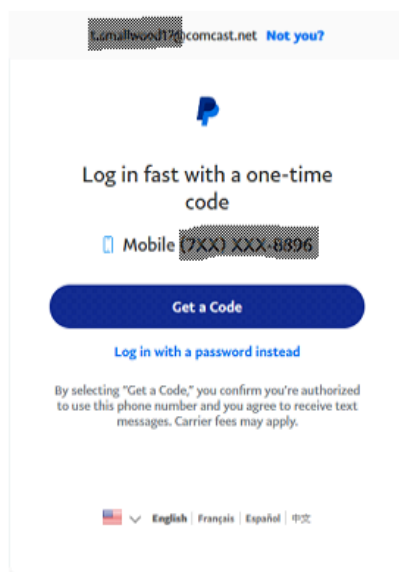 comcast.net Not you?
Log in fast with a one-time
code
Mobile
Get a Code
Log in with a password instead
By selecting "Get a Code," you confirm you're authorized
to use this phone number and you agree to receive text
messages. Carrier fees may apply.
English | Français | Español | 中文